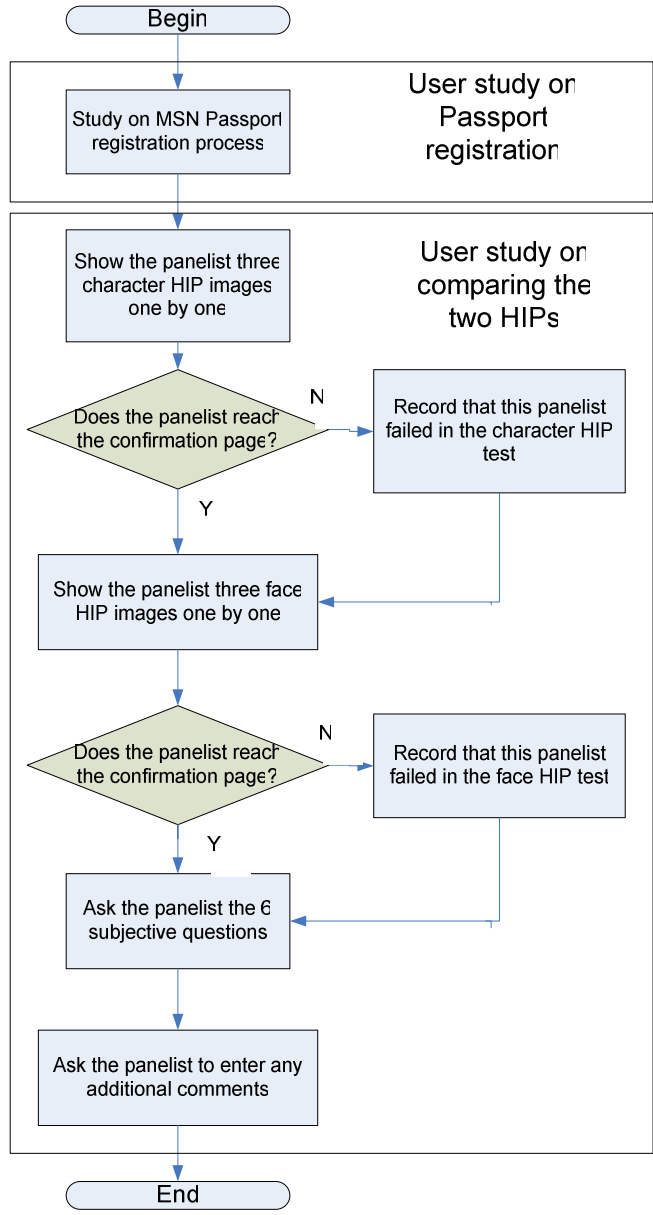 Begin
User study on
Passport
registration
Study on MSN Passport
registration process
User study on
comparing the
two HIPs
Show the panelist three
character HIP images
one by one
Does the panelist reach
the confirmation page?
N
Record that this panelist
failed in the character HIP
test
Y
Show the panelist three face
HIP images one by one
Does the panelist reach
the confirmation page?
N
Record that this panelist
failed in the face HIP test
Y
Ask the panelist the 6
subjective questions
Ask the panelist to enter any
additional comments
End